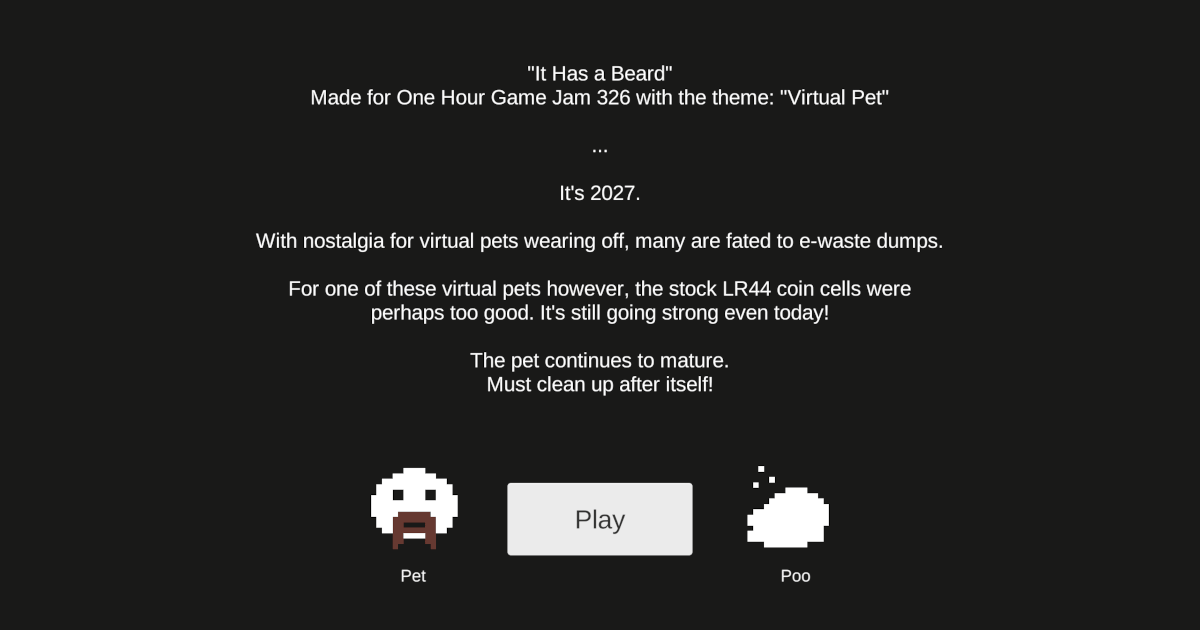 "It Has a Beard"
Made for One Hour Game Jam 326 with the theme: "Virtual Pet"
...
It's 2027.
With nostalgia for virtual pets wearing off, many are fated to e-waste dumps.
For one of these virtual pets however, the stock LR44 coin cells were
perhaps too good. It's still going strong even today!
The pet continues to mature.
Must clean up after itself!
Play
Pet
Poo